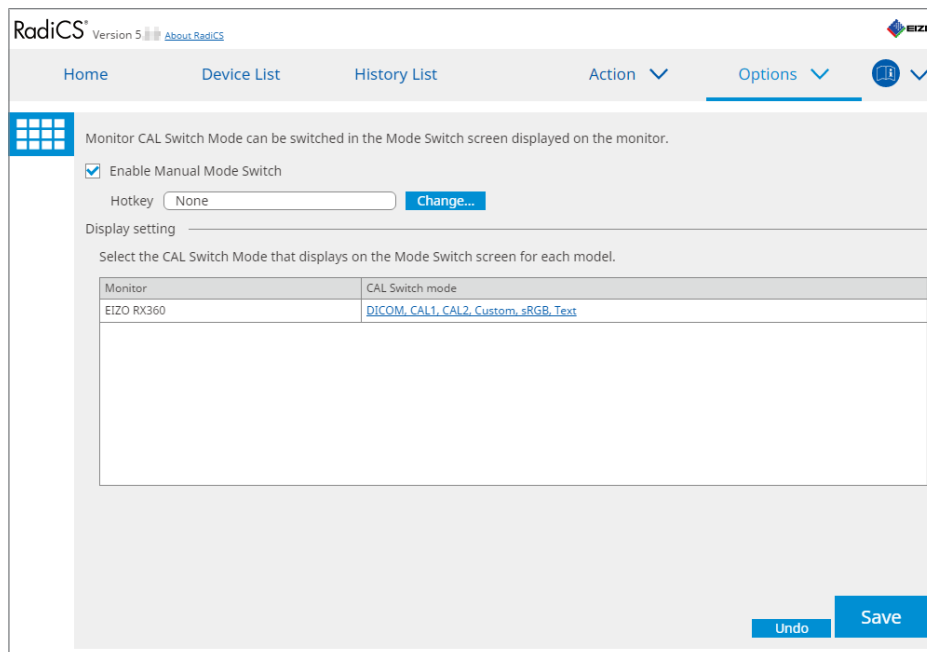 RadiCS® Version 5. About RadiCS
Home Device List History List Action Options
Monitor CAL Switch Mode can be switched in the Mode Switch screen displayed on the monitor.
Enable Manual Mode Switch
Hotkey None Change...
Display setting
Select the CAL Switch Mode that displays on the Mode Switch screen for each model.
Monitor CAL Switch mode
EIZO RX360 DICOM, CAL1, CAL2, Custom, sRGB, Text
Save
Undo